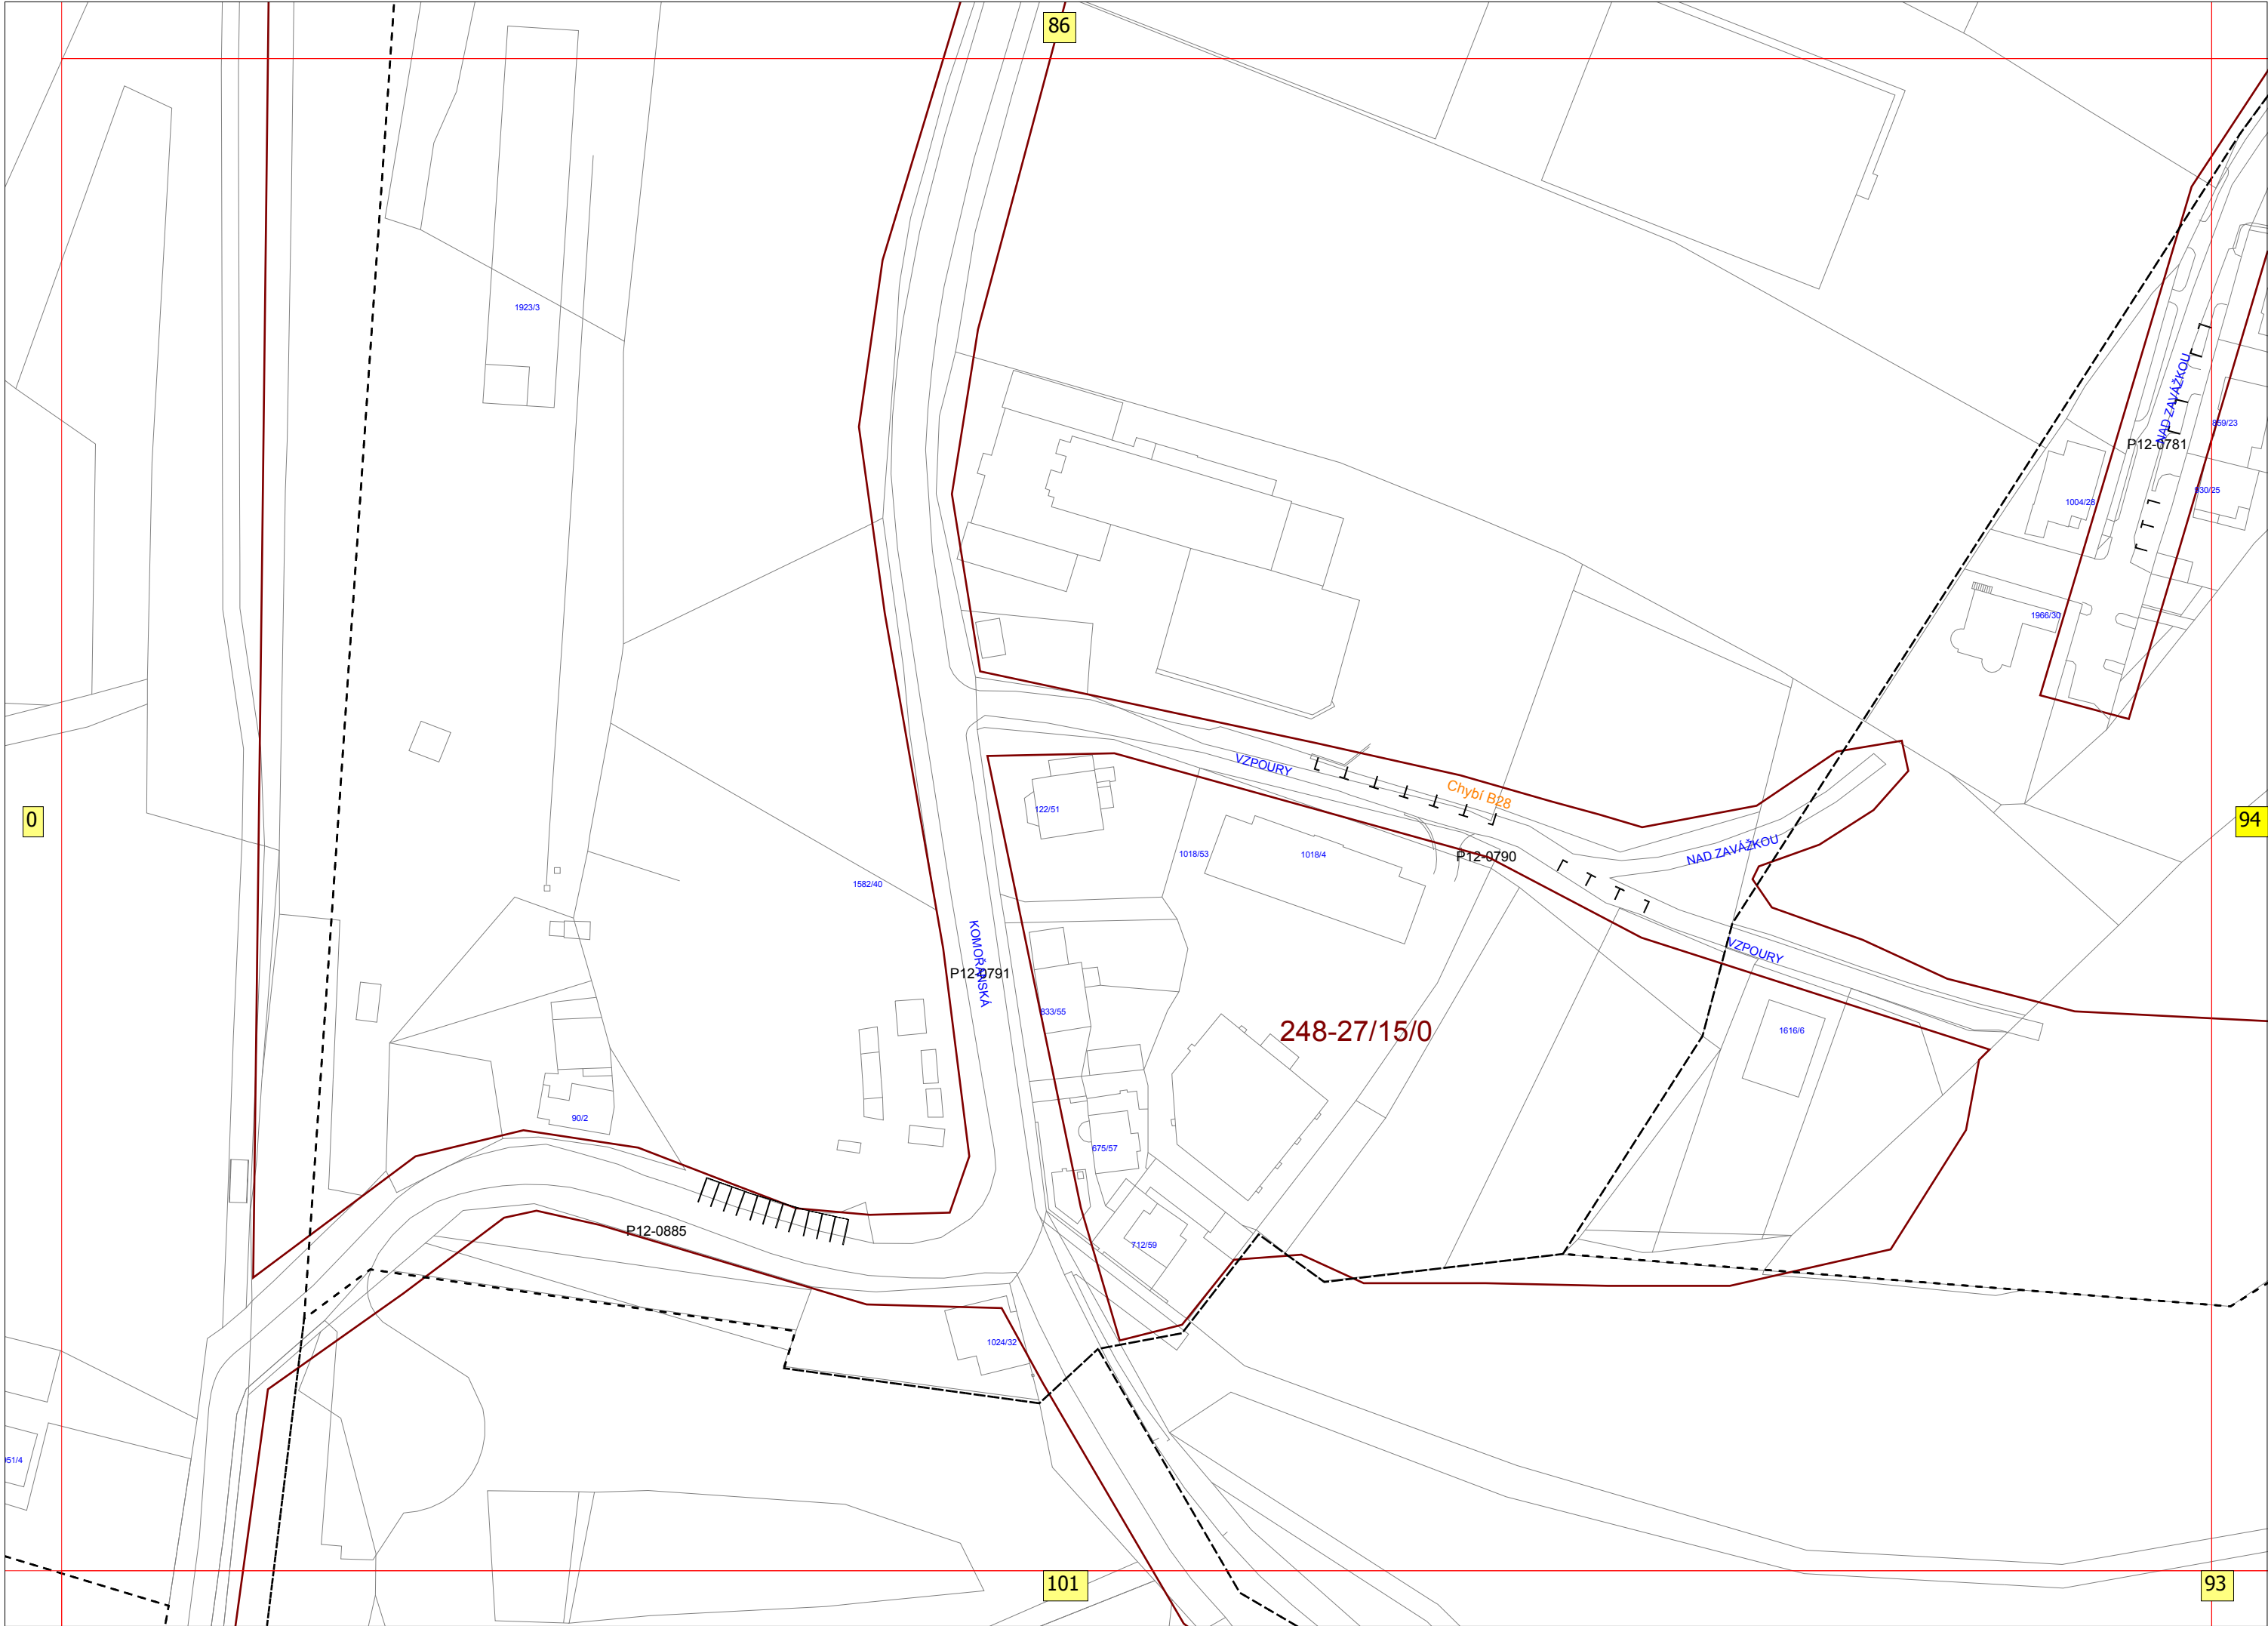 86
1923/3
NAD ZAVÁŽKOU
859/23
P12-0781
930/25
1004/28
1966/30
VZPOURY
Chybí B28
122/51
0
94
1018/53
1018/4
P12-0790
NAD ZAVÁŽKOU
1582/40
KOMOŘANSKÁ
VZPOURY
P12-0791
833/55
248-27/15/0
1616/6
90/2
675/57
P12-0885
712/59
1024/32
51/4
101
93